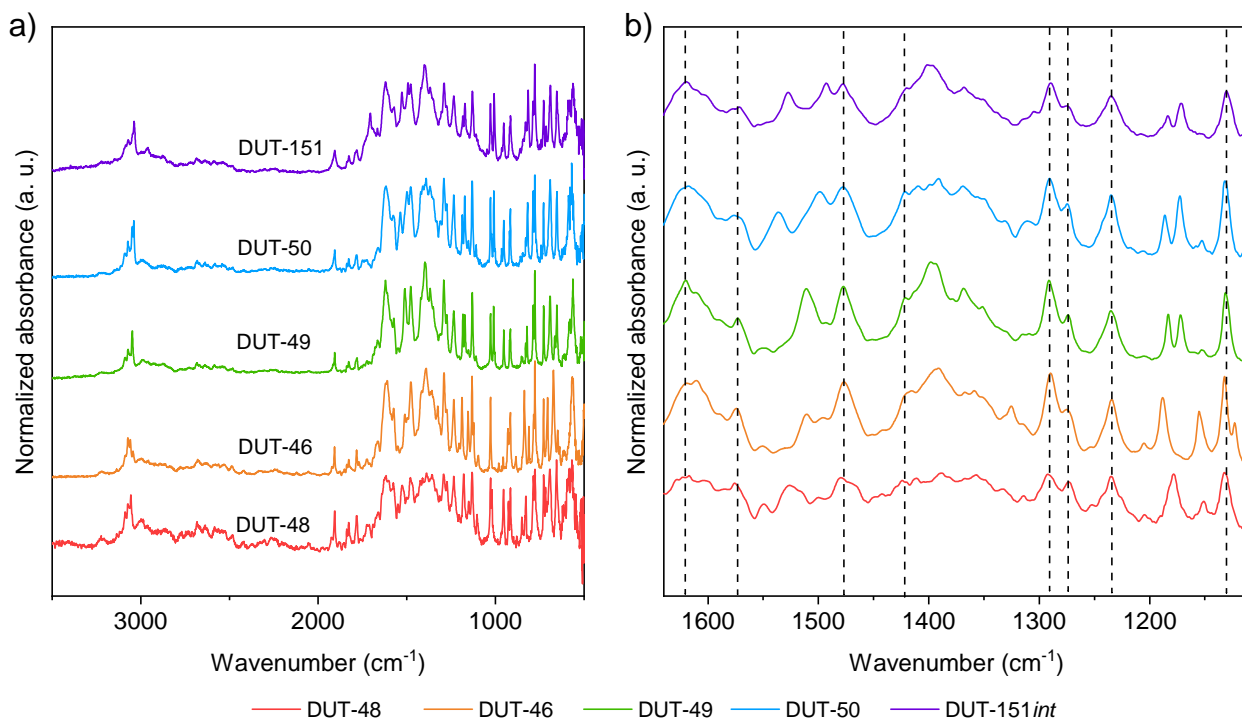 a)
Normalized absorbance (a. u.)
DUT-151
DUT-50
DUT-49
DUT-46
DUT-48
3000 2000 1000
Wavenumber (cm⁻¹)
b)
Normalized absorbance (a. u.)
1600 1500 1400 1300 1200
Wavenumber (cm⁻¹)
DUT-48 DUT-46 DUT-49 DUT-50 DUT-151int